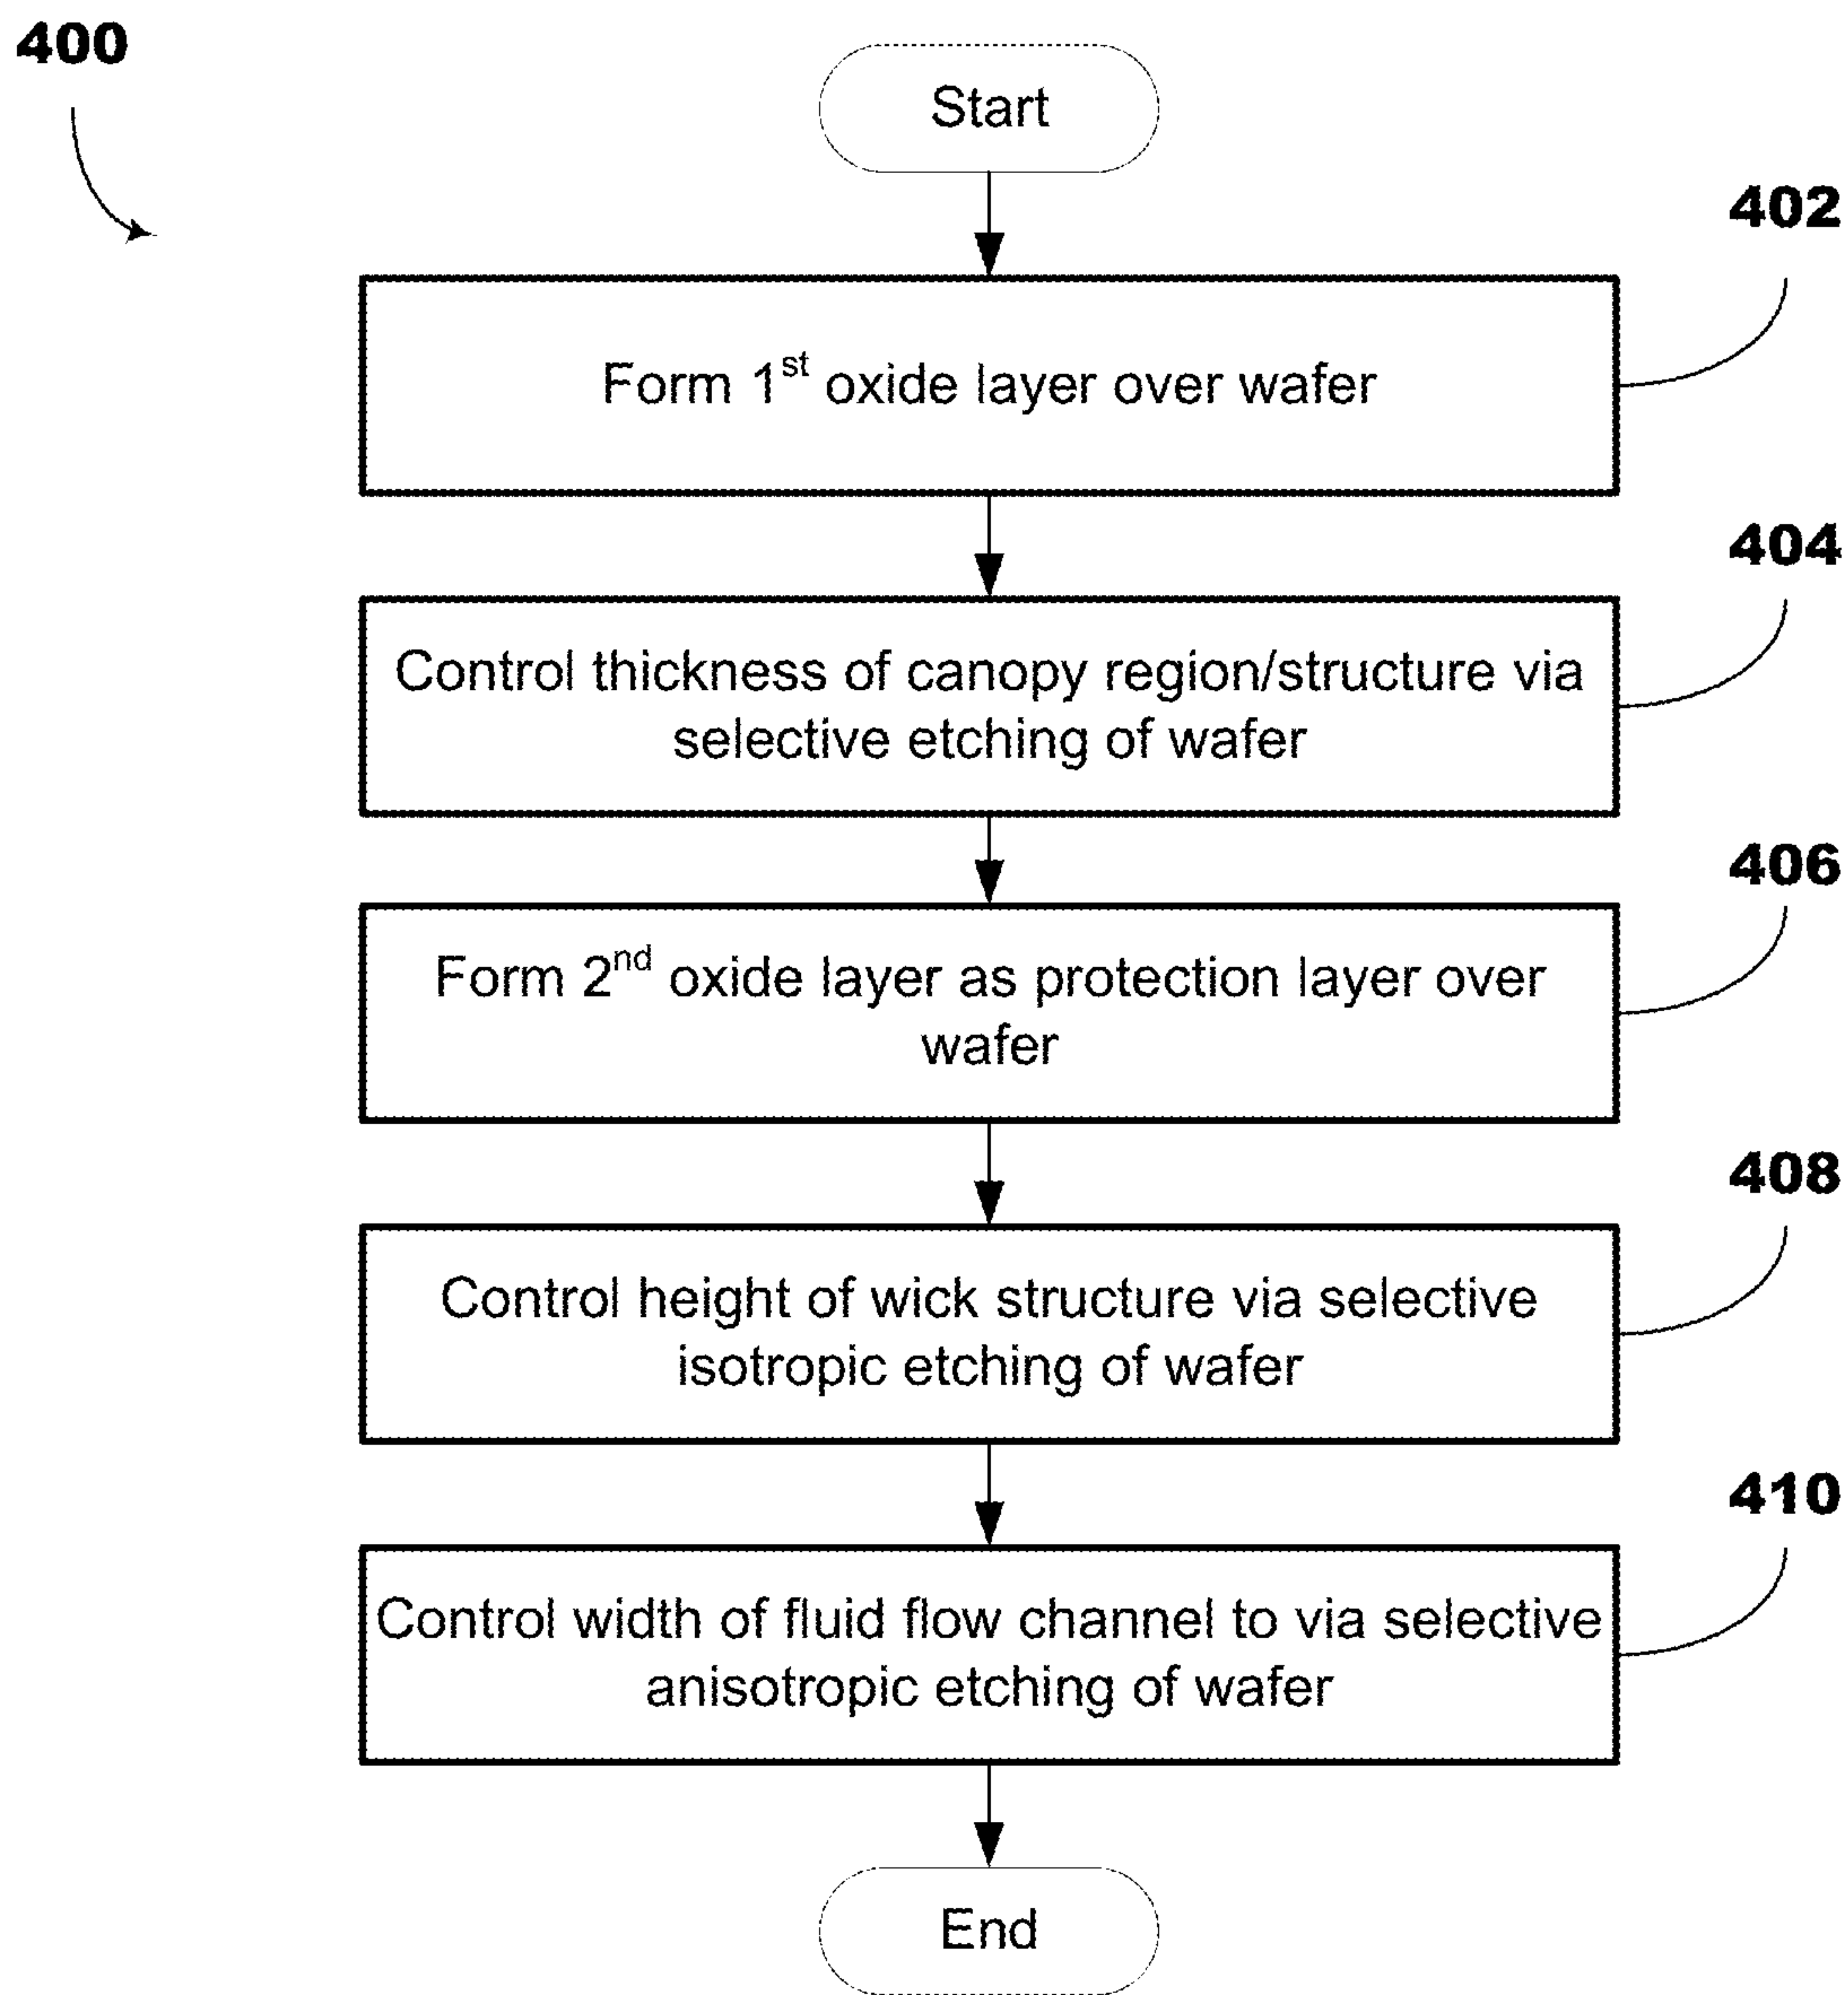 400
Start
402
Form 1st oxide layer over wafer
404
Control thickness of canopy region/structure via
selective etching of wafer
406
Form 2nd oxide layer as protection layer over
wafer
408
Control height of wick structure via selective
isotropic etching of wafer
410
Control width of fluid flow channel to via selective
anisotropic etching of wafer
End